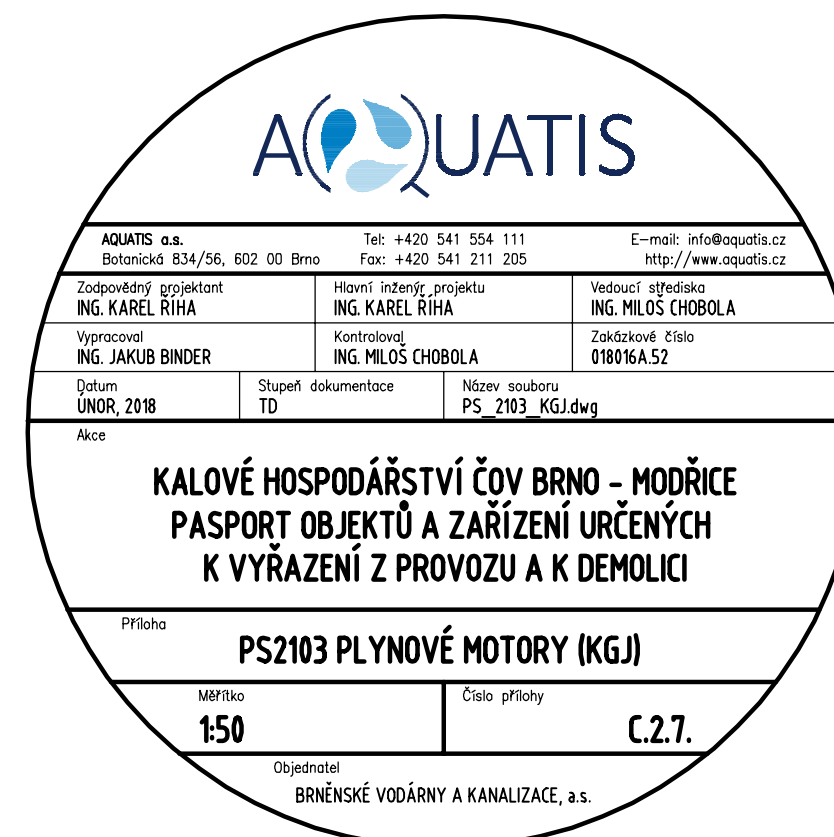 AQUATIS
AQUATIS a.s. Tel: +420 541 554 111 E-mail: info@aquatis.cz
Botanická 834/56, 602 00 Brno Fax: +420 541 211 205 http://www.aquatis.cz
Zodpovědný projektant Hlavní inženýr projektu Vedoucí střediska
ING. KAREL ŘÍHA ING. KAREL ŘÍHA ING. MILOŠ CHOBOLA
Vypracoval Kontroloval Zakázkové číslo
ING. JAKUB BINDER ING. MILOŠ CHOBOLA 018016A.52
Datum Stupeň dokumentace Název souboru
ÚNOR, 2018 TD PS_2103_KGJ.dwg
Akce
KALOVÉ HOSPODÁŘSTVÍ ČOV BRNO - MODŘICE
PASPORT OBJEKTŮ A ZAŘÍZENÍ URČENÝCH
K VYŘAZENÍ Z PROVOZU A K DEMOLICI
Příloha
PS2103 PLYNOVÉ MOTORY (KGJ)
Měřítko Číslo přílohy
1:50 C.2.7.
Objednatel
BRNĚNSKÉ VODÁRNY A KANALIZACE, a.s.